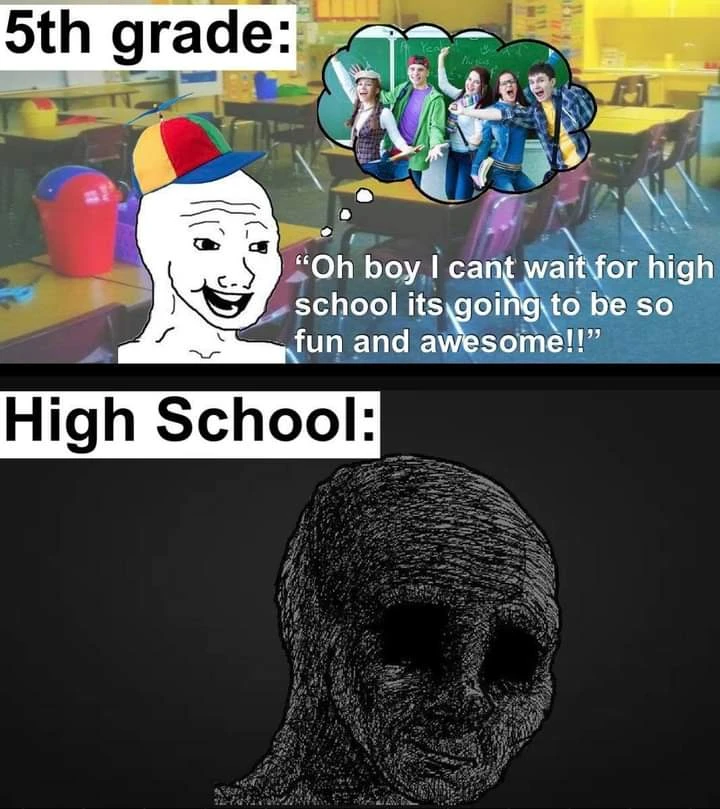 5th grade:
“Oh boy I cant wait for high
school its going to be so
fun and awesome!!”
High School: